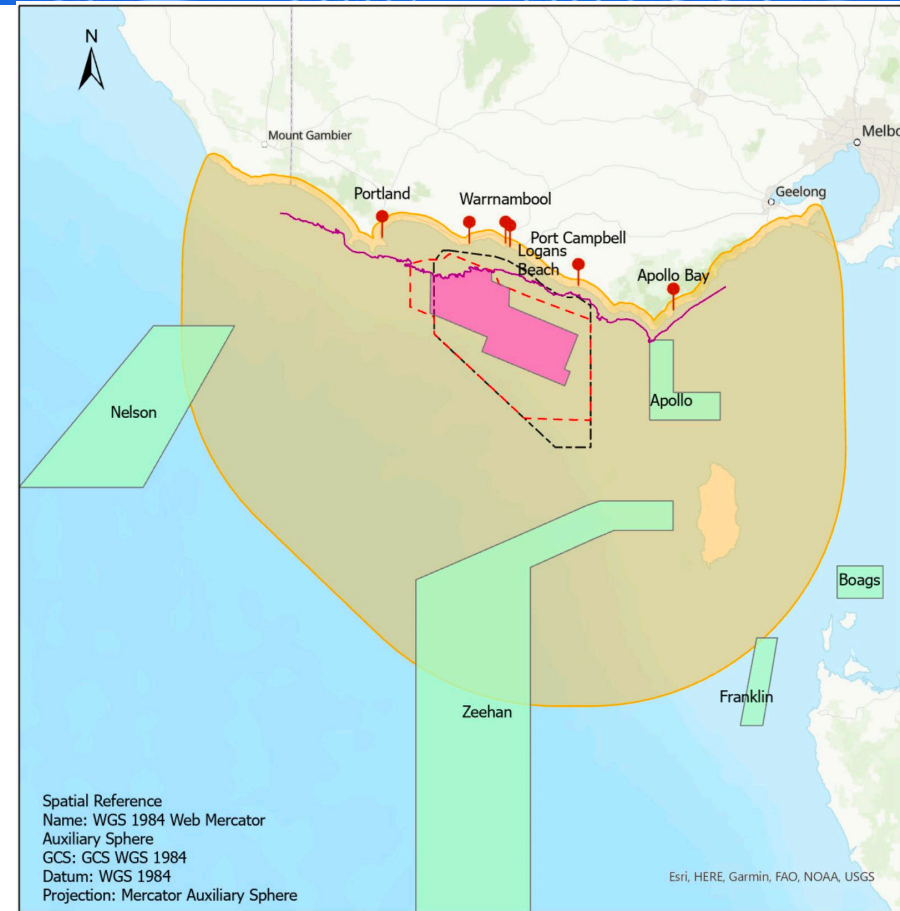 N
Mount Gambier
Melbo
Geelong
Portland
Warrnambool
Port Campbell
Logans
Beach
Apollo Bay
Nelson
Apollo
Boags
Franklin
Zeehan
Spatial Reference
Name: WGS 1984 Web Mercator
Auxiliary Sphere
GCS: GCS WGS 1984
Datum: WGS 1984
Projection: Mercator Auxiliary Sphere
Esri, HERE, Garmin, FAO, NOAA, USGS